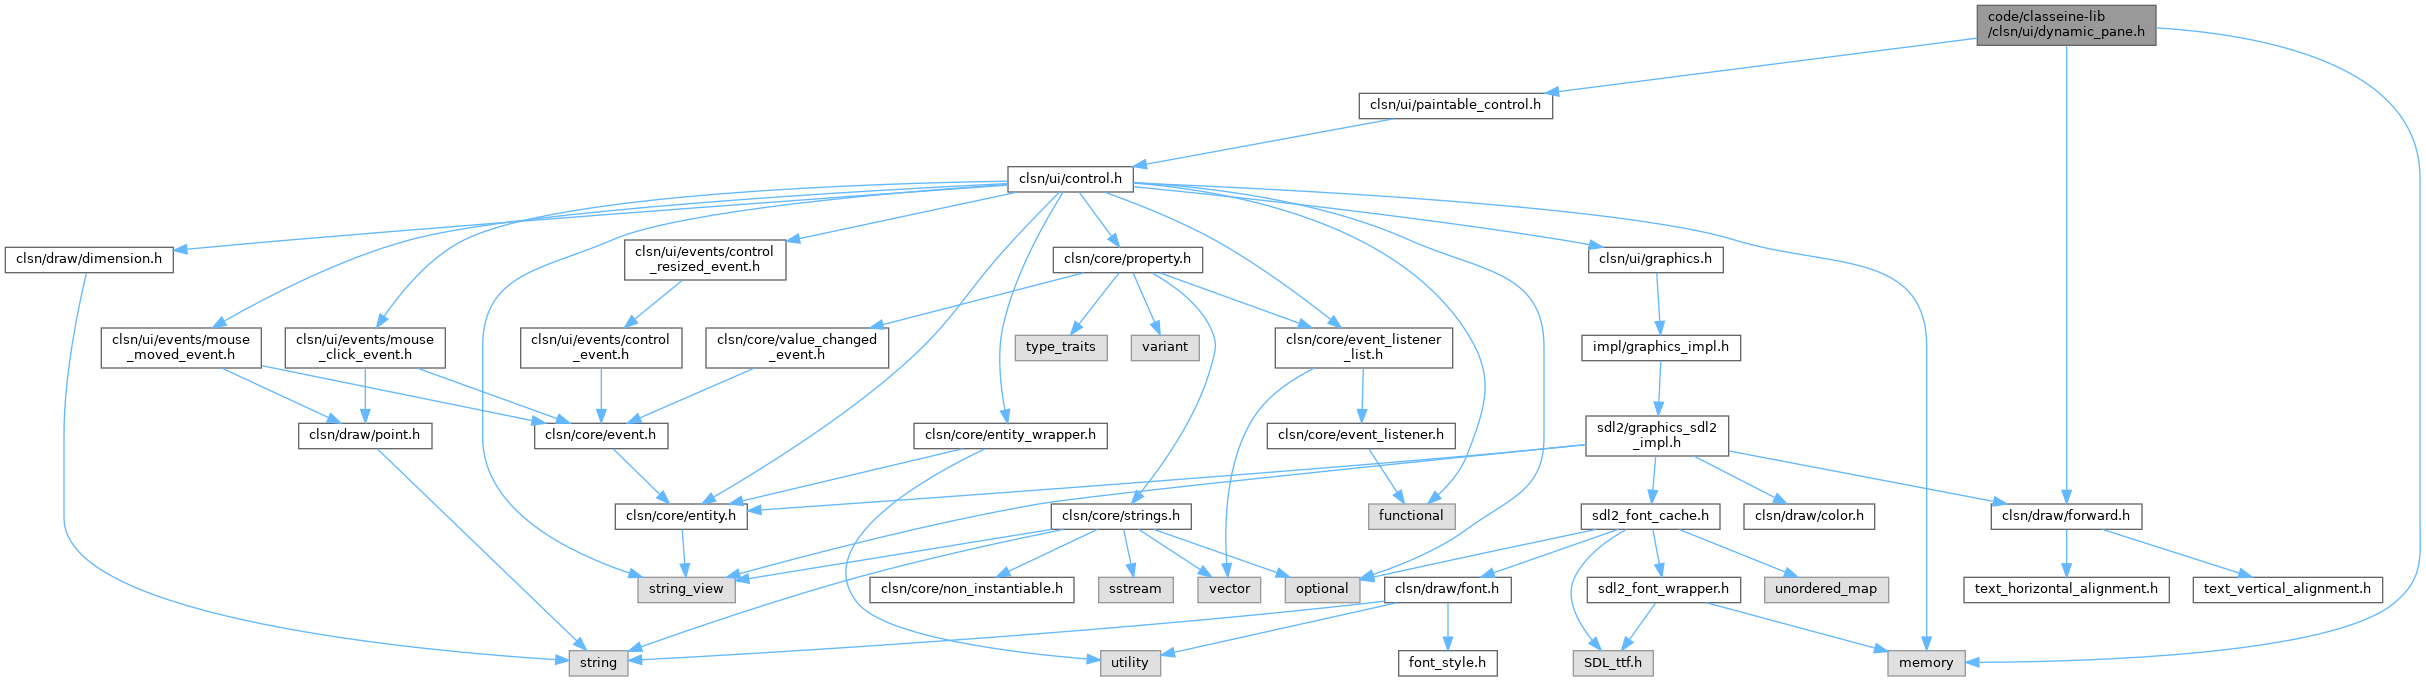 code/classeine-lib
/clsn/ui/dynamic_pane.h
clsn/ui/paintable_control.h
clsn/ui/control.h
clsn/draw/dimension.h
clsn/ui/events/control
_resized_event.h
clsn/core/property.h
clsn/ui/graphics.h
clsn/ui/events/mouse
_moved_event.h
clsn/ui/events/mouse
_click_event.h
clsn/ui/events/control
_event.h
clsn/core/value_changed
_event.h
type_traits
variant
clsn/core/event_listener
_list.h
impl/graphics_impl.h
clsn/draw/point.h
clsn/core/event.h
clsn/core/entity_wrapper.h
clsn/core/event_listener.h
sdl2/graphics_sdl2
_impl.h
clsn/core/entity.h
clsn/core/strings.h
functional
sdl2_font_cache.h
clsn/draw/color.h
clsn/draw/forward.h
string_view
clsn/core/non_instantiable.h
sstream
vector
optional
clsn/draw/font.h
sdl2_font_wrapper.h
unordered_map
text_horizontal_alignment.h
text_vertical_alignment.h
string
utility
font_style.h
SDL_ttf.h
memory